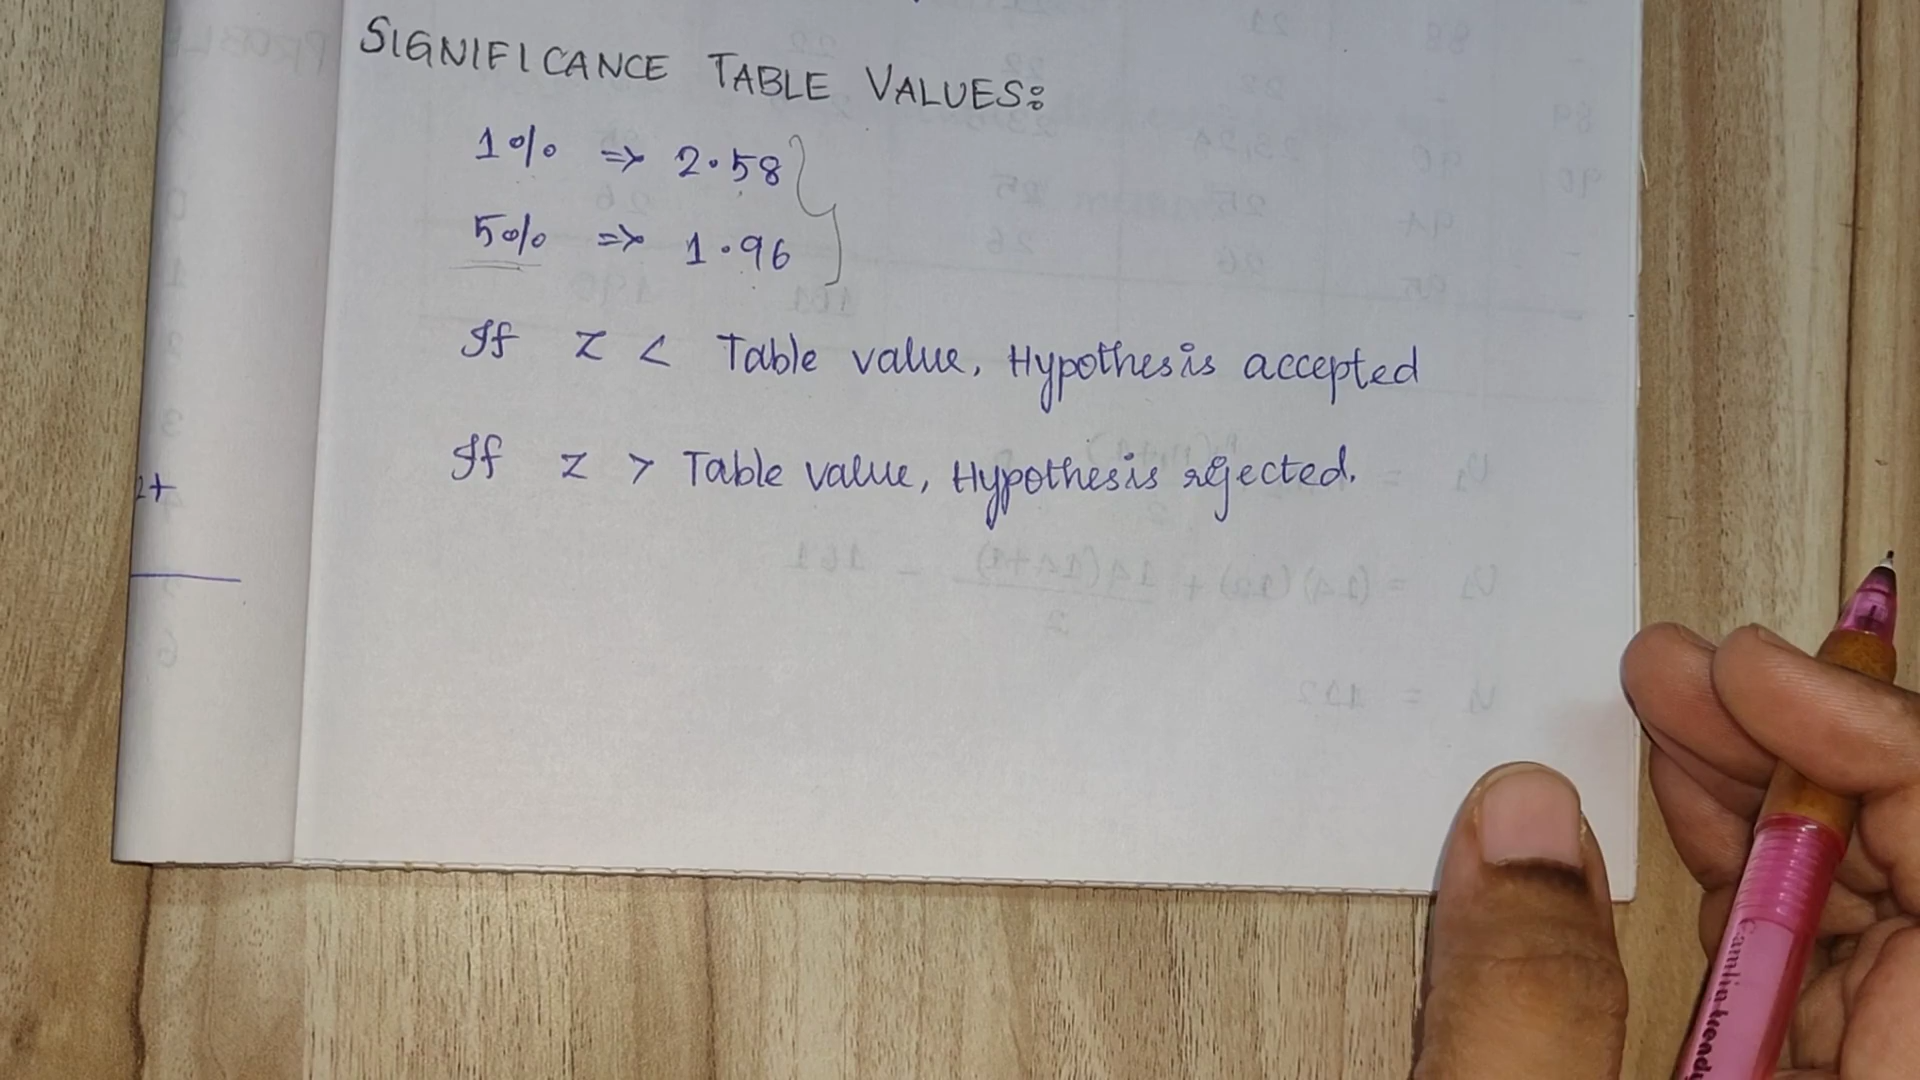 SIGNIFICANCE TABLE VALUES:
1% => 2.58
5% => 1.96
If Z < Table value, Hypothesis accepted
If Z > Table value, Hypothesis rejected.
Camlin